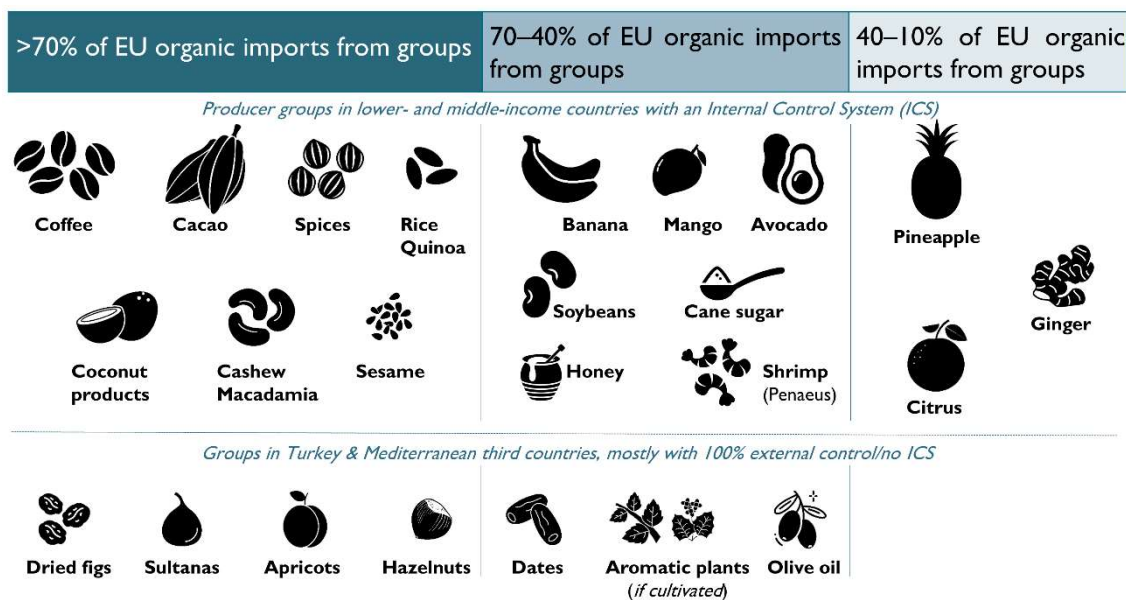 >70% of EU organic imports from groups
70–40% of EU organic imports
from groups
40–10% of EU organic
imports from groups
Producer groups in lower- and middle-income countries with an Internal Control System (ICS)
Coffee
Cacao
Spices
Rice
Quinoa
Banana
Mango
Avocado
Pineapple
Soybeans
Cane sugar
Ginger
Coconut
products
Cashew
Macadamia
Sesame
Honey
Shrimp
(Penaeus)
Citrus
Groups in Turkey & Mediterranean third countries, mostly with 100% external control/no ICS
Dried figs
Sultanas
Apricots
Hazelnuts
Dates
Aromatic plants
(if cultivated)
Olive oil